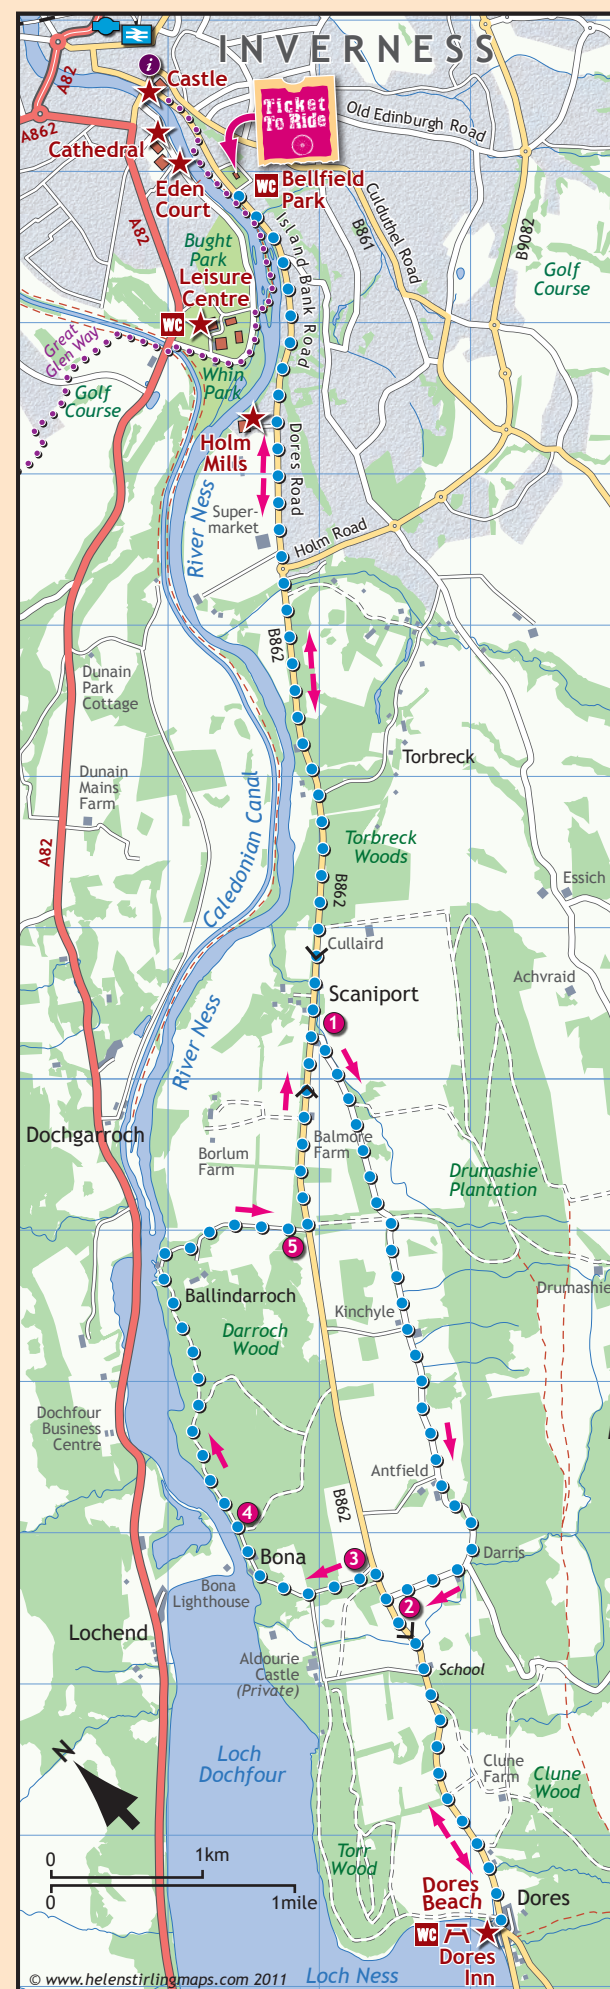 INVERNESS
A82
i
Castle
Ticket
To Ride
Old Edinburgh Road
A862
Cathedral
Eden
Court
WC
Bellfield
Park
A82
Culduthel Road
B861
B9082
Island Bank Road
Bught
Park
Golf
Course
Leisure
Centre
WC
Great
Glen Way
Whin
Park
Golf
Course
Holm
Mills
Dores Road
River Ness
Super-
market
Holm Road
B862
Dunain
Park
Cottage
Torbreck
Dunain
Mains
Farm
Caledonian Canal
Torbreck
Woods
A82
B862
Essich
Cullaird
Achvraid
Scaniport
River Ness
1
Dochgarroch
Balmore
Farm
Borlum
Farm
Drumashie
Plantation
5
Ballindarroch
Drumashie
Kinchyle
Darroch
Wood
Dochfour
Business
Centre
Antfield
B862
4
Bona
3
Darris
Bona
Lighthouse
2
Lochend
Aldourie
Castle
(Private)
School
N
Loch
Dochfour
Clune
Farm
Clune
Wood
0
1km
0
1mile
Torr
Wood
Dores
Beach
Dores
WC
Dores
Inn
© www.helenstirlingmaps.com 2011
Loch Ness